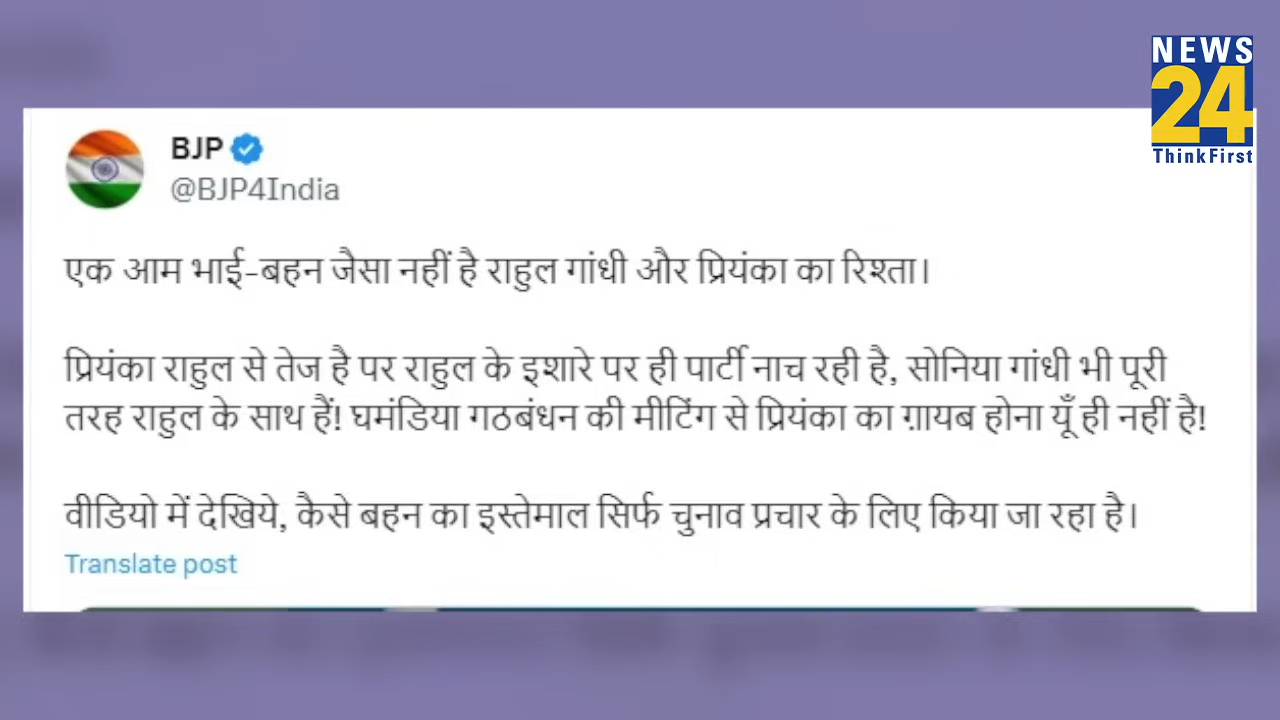 NEWS
24
ThinkFirst
BJP
@BJP4India
एक आम भाई-बहन जैसा नहीं है राहुल गांधी और प्रियंका का रिश्ता।
प्रियंका राहुल से तेज है पर राहुल के इशारे पर ही पार्टी नाच रही है, सोनिया गांधी भी पूरी
तरह राहुल के साथ हैं! घमंडिया गठबंधन की मीटिंग से प्रियंका का ग़ायब होना यूँ ही नहीं है!
वीडियो में देखिये, कैसे बहन का इस्तेमाल सिर्फ चुनाव प्रचार के लिए किया जा रहा है।
Translate post